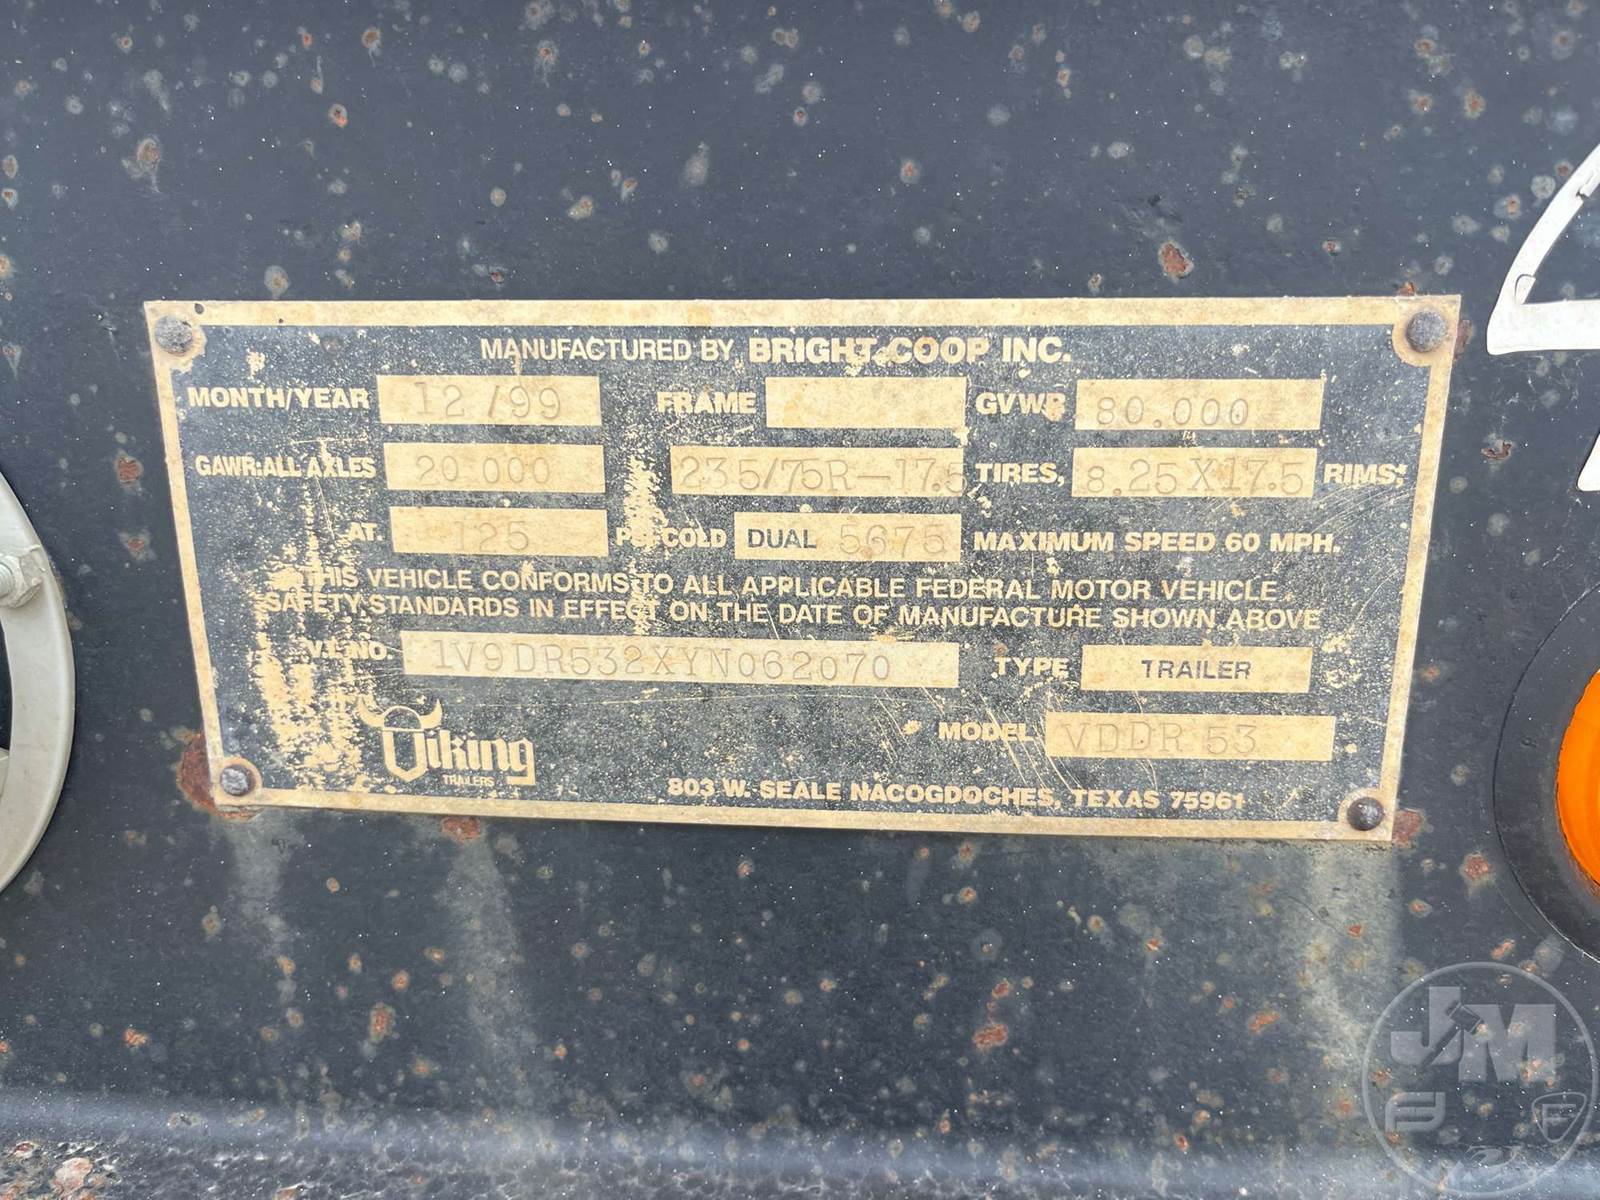 MANUFACTURED BY BRIGHT COOP INC.
MONTH/YEAR 12/99 FRAME GVWR 80.000
GAWR:ALL AXLES 20 000 235/75R-17.5 TIRES, 8.25X17.5 RIMS,
AT. 125 PSI COLD DUAL 5675 MAXIMUM SPEED 60 MPH.
THIS VEHICLE CONFORMS TO ALL APPLICABLE FEDERAL MOTOR VEHICLE
SAFETY STANDARDS IN EFFECT ON THE DATE OF MANUFACTURE SHOWN ABOVE
V.I. NO. 1V9DR532XYN062070 TYPE TRAILER
Viking TRAILERS MODEL VDDR 53
803 W. SEALE NACOGDOCHES, TEXAS 75961
JM